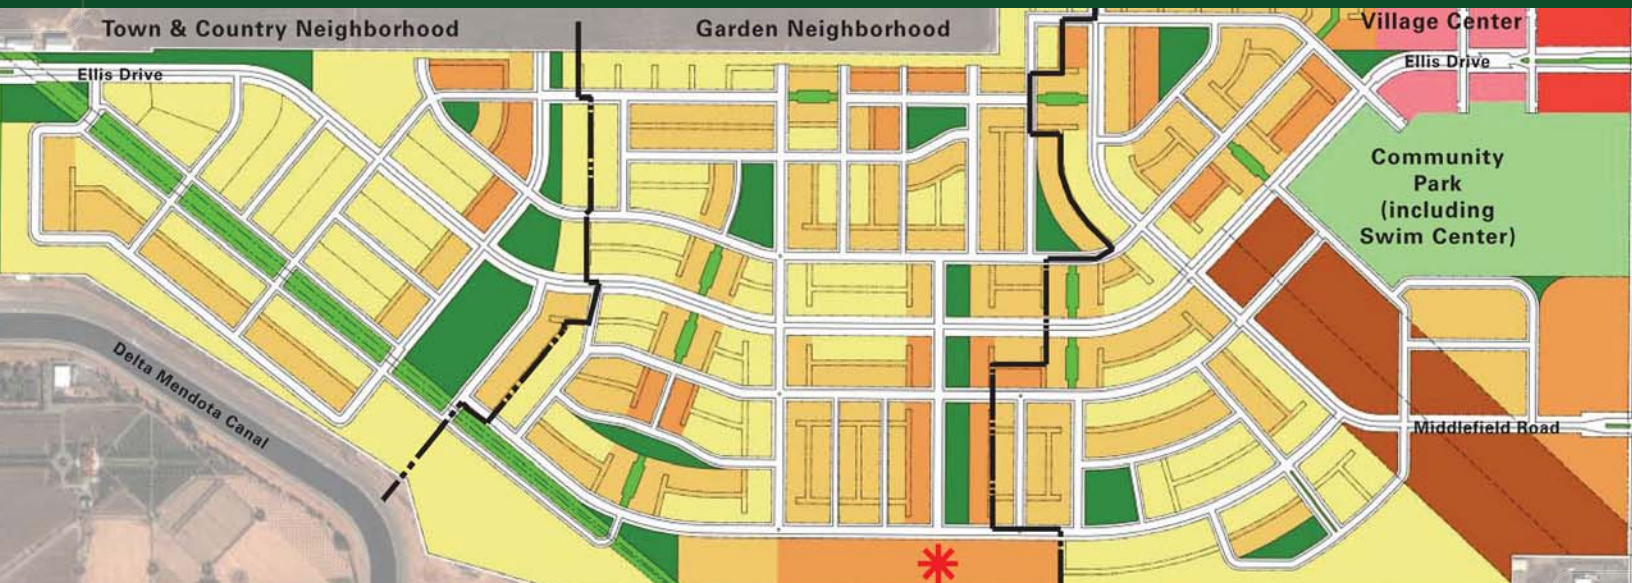 Town & Country Neighborhood
Garden Neighborhood
Village Center
Ellis Drive
Ellis Drive
Community
Park
(including
Swim Center)
Delta Mendota Canal
Middlefield Road